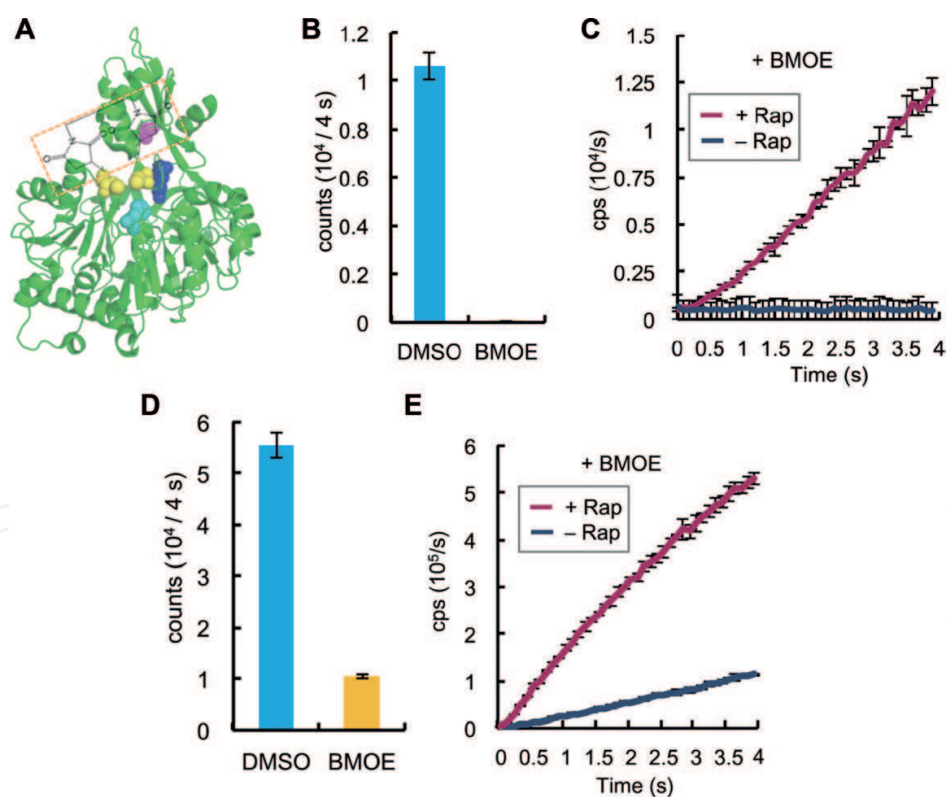 A
B
C
counts (10⁴ / 4 s)
1.2
1
0.8
0.6
0.4
0.2
0
DMSO BMOE
cps (10⁴/s)
1.5
1.25
1
0.75
0.5
0.25
0
+ BMOE
+ Rap
– Rap
0 0.5 1 1.5 2 2.5 3 3.5 4
Time (s)
D
E
counts (10⁴ / 4 s)
6
5
4
3
2
1
0
DMSO BMOE
cps (10⁵/s)
6
5
4
3
2
1
0
+ BMOE
+ Rap
– Rap
0 0.5 1 1.5 2 2.5 3 3.5 4
Time (s)